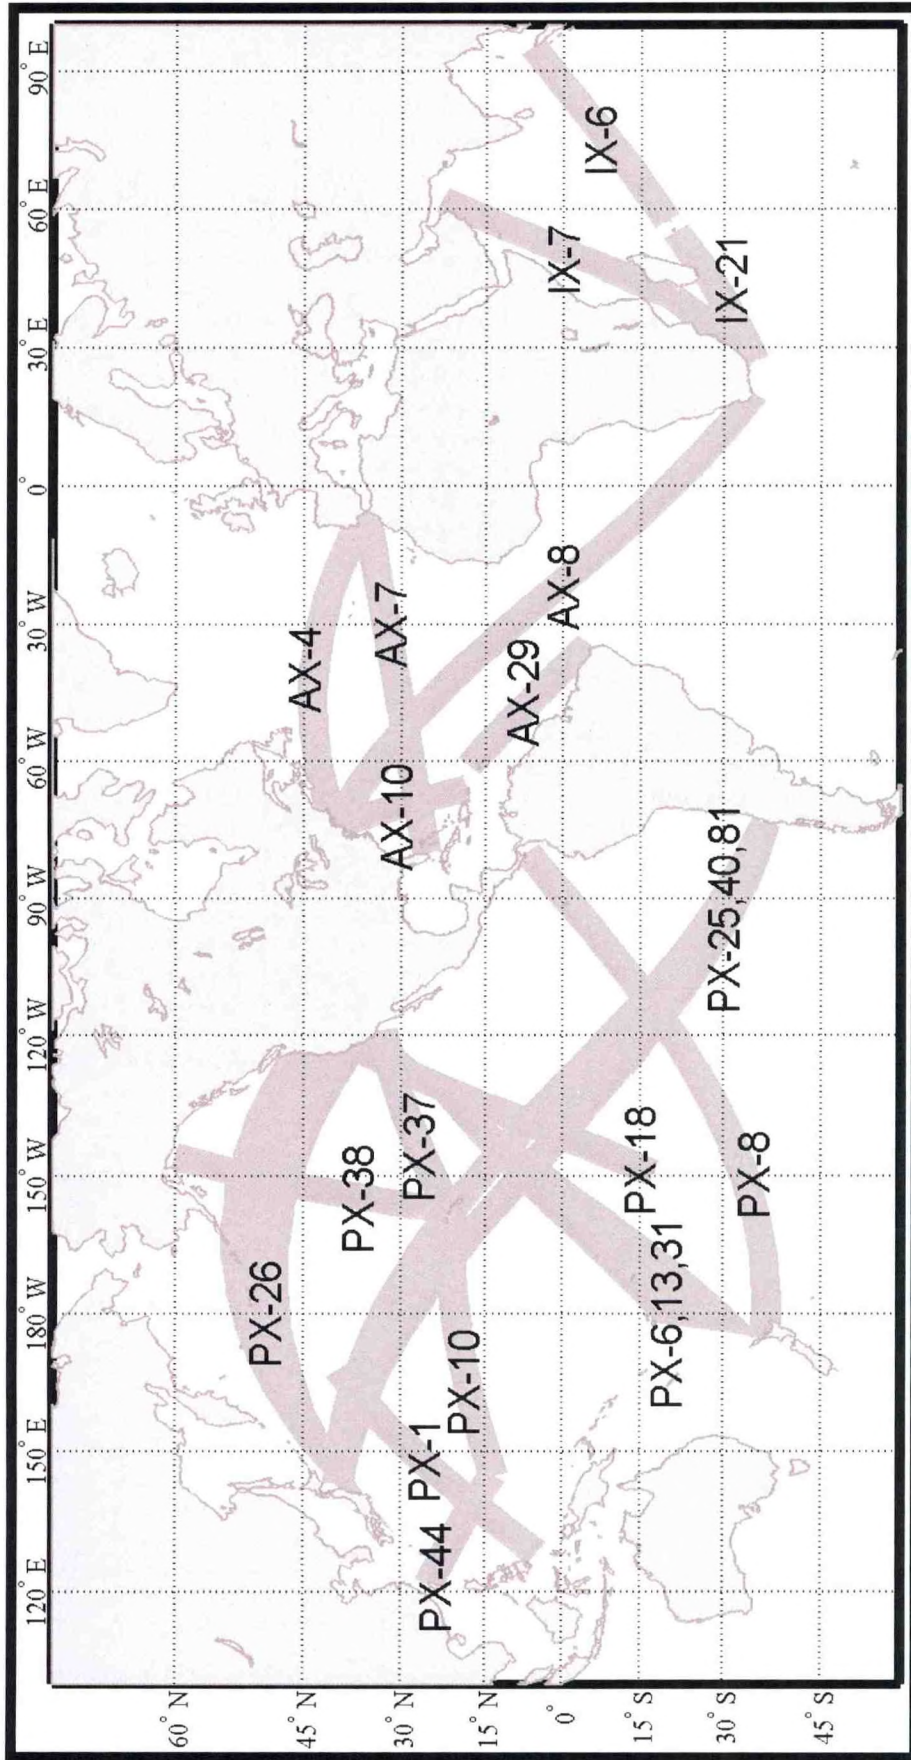 120° E
150° E
180° W
150° W
120° W
90° W
60° W
30° W
0°
30° E
60° E
90° E
60° N
45° N
30° N
15° N
0°
15° S
30° S
45° S
PX-26
PX-38
PX-37
PX-44
PX-1
PX-10
PX-6,13,31
PX-18
PX-8
PX-25,40,81
AX-4
AX-7
AX-10
AX-29
AX-8
IX-7
IX-6
IX-21